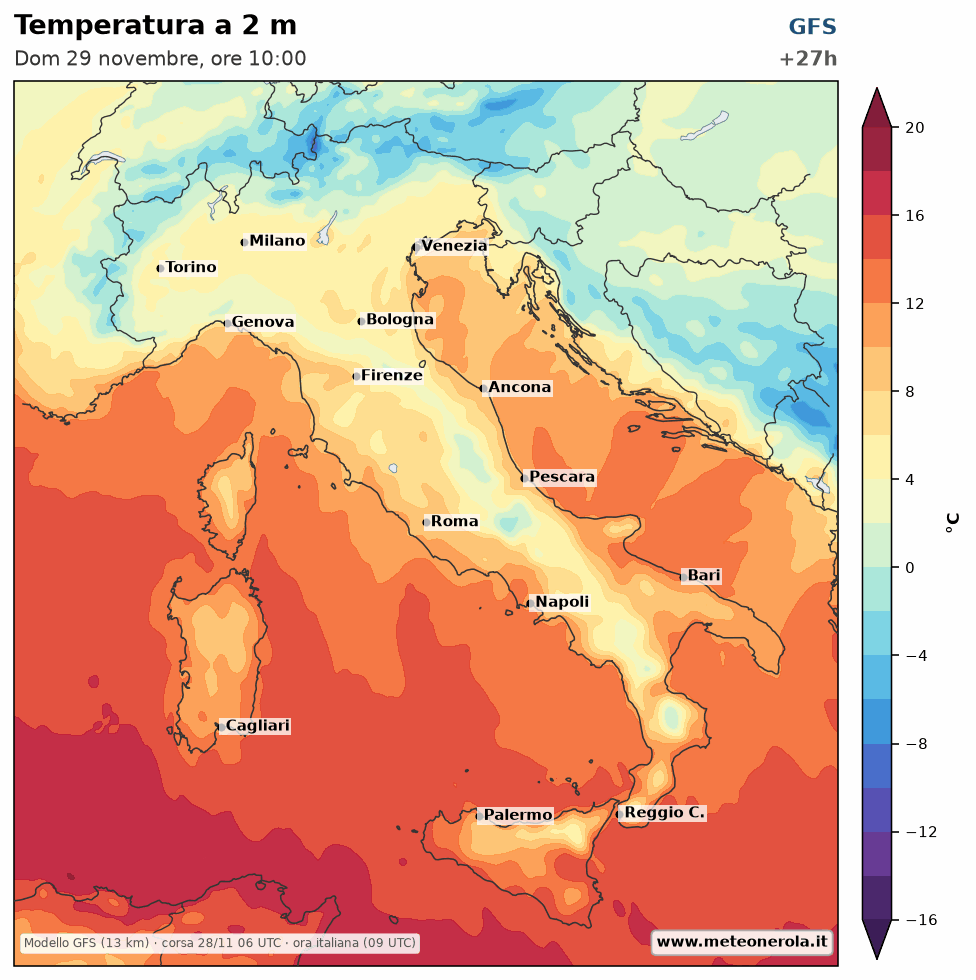 Temperatura a 2 m
GFS
Dom 29 novembre, ore 10:00
+27h
20
16
12
8
4
0
−4
−8
−12
−16
°C
Milano
Venezia
Torino
Genova
Bologna
Firenze
Ancona
Pescara
Roma
Bari
Napoli
Cagliari
Palermo
Reggio C.
Modello GFS (13 km) · corsa 28/11 06 UTC · ora italiana (09 UTC)
www.meteonerola.it